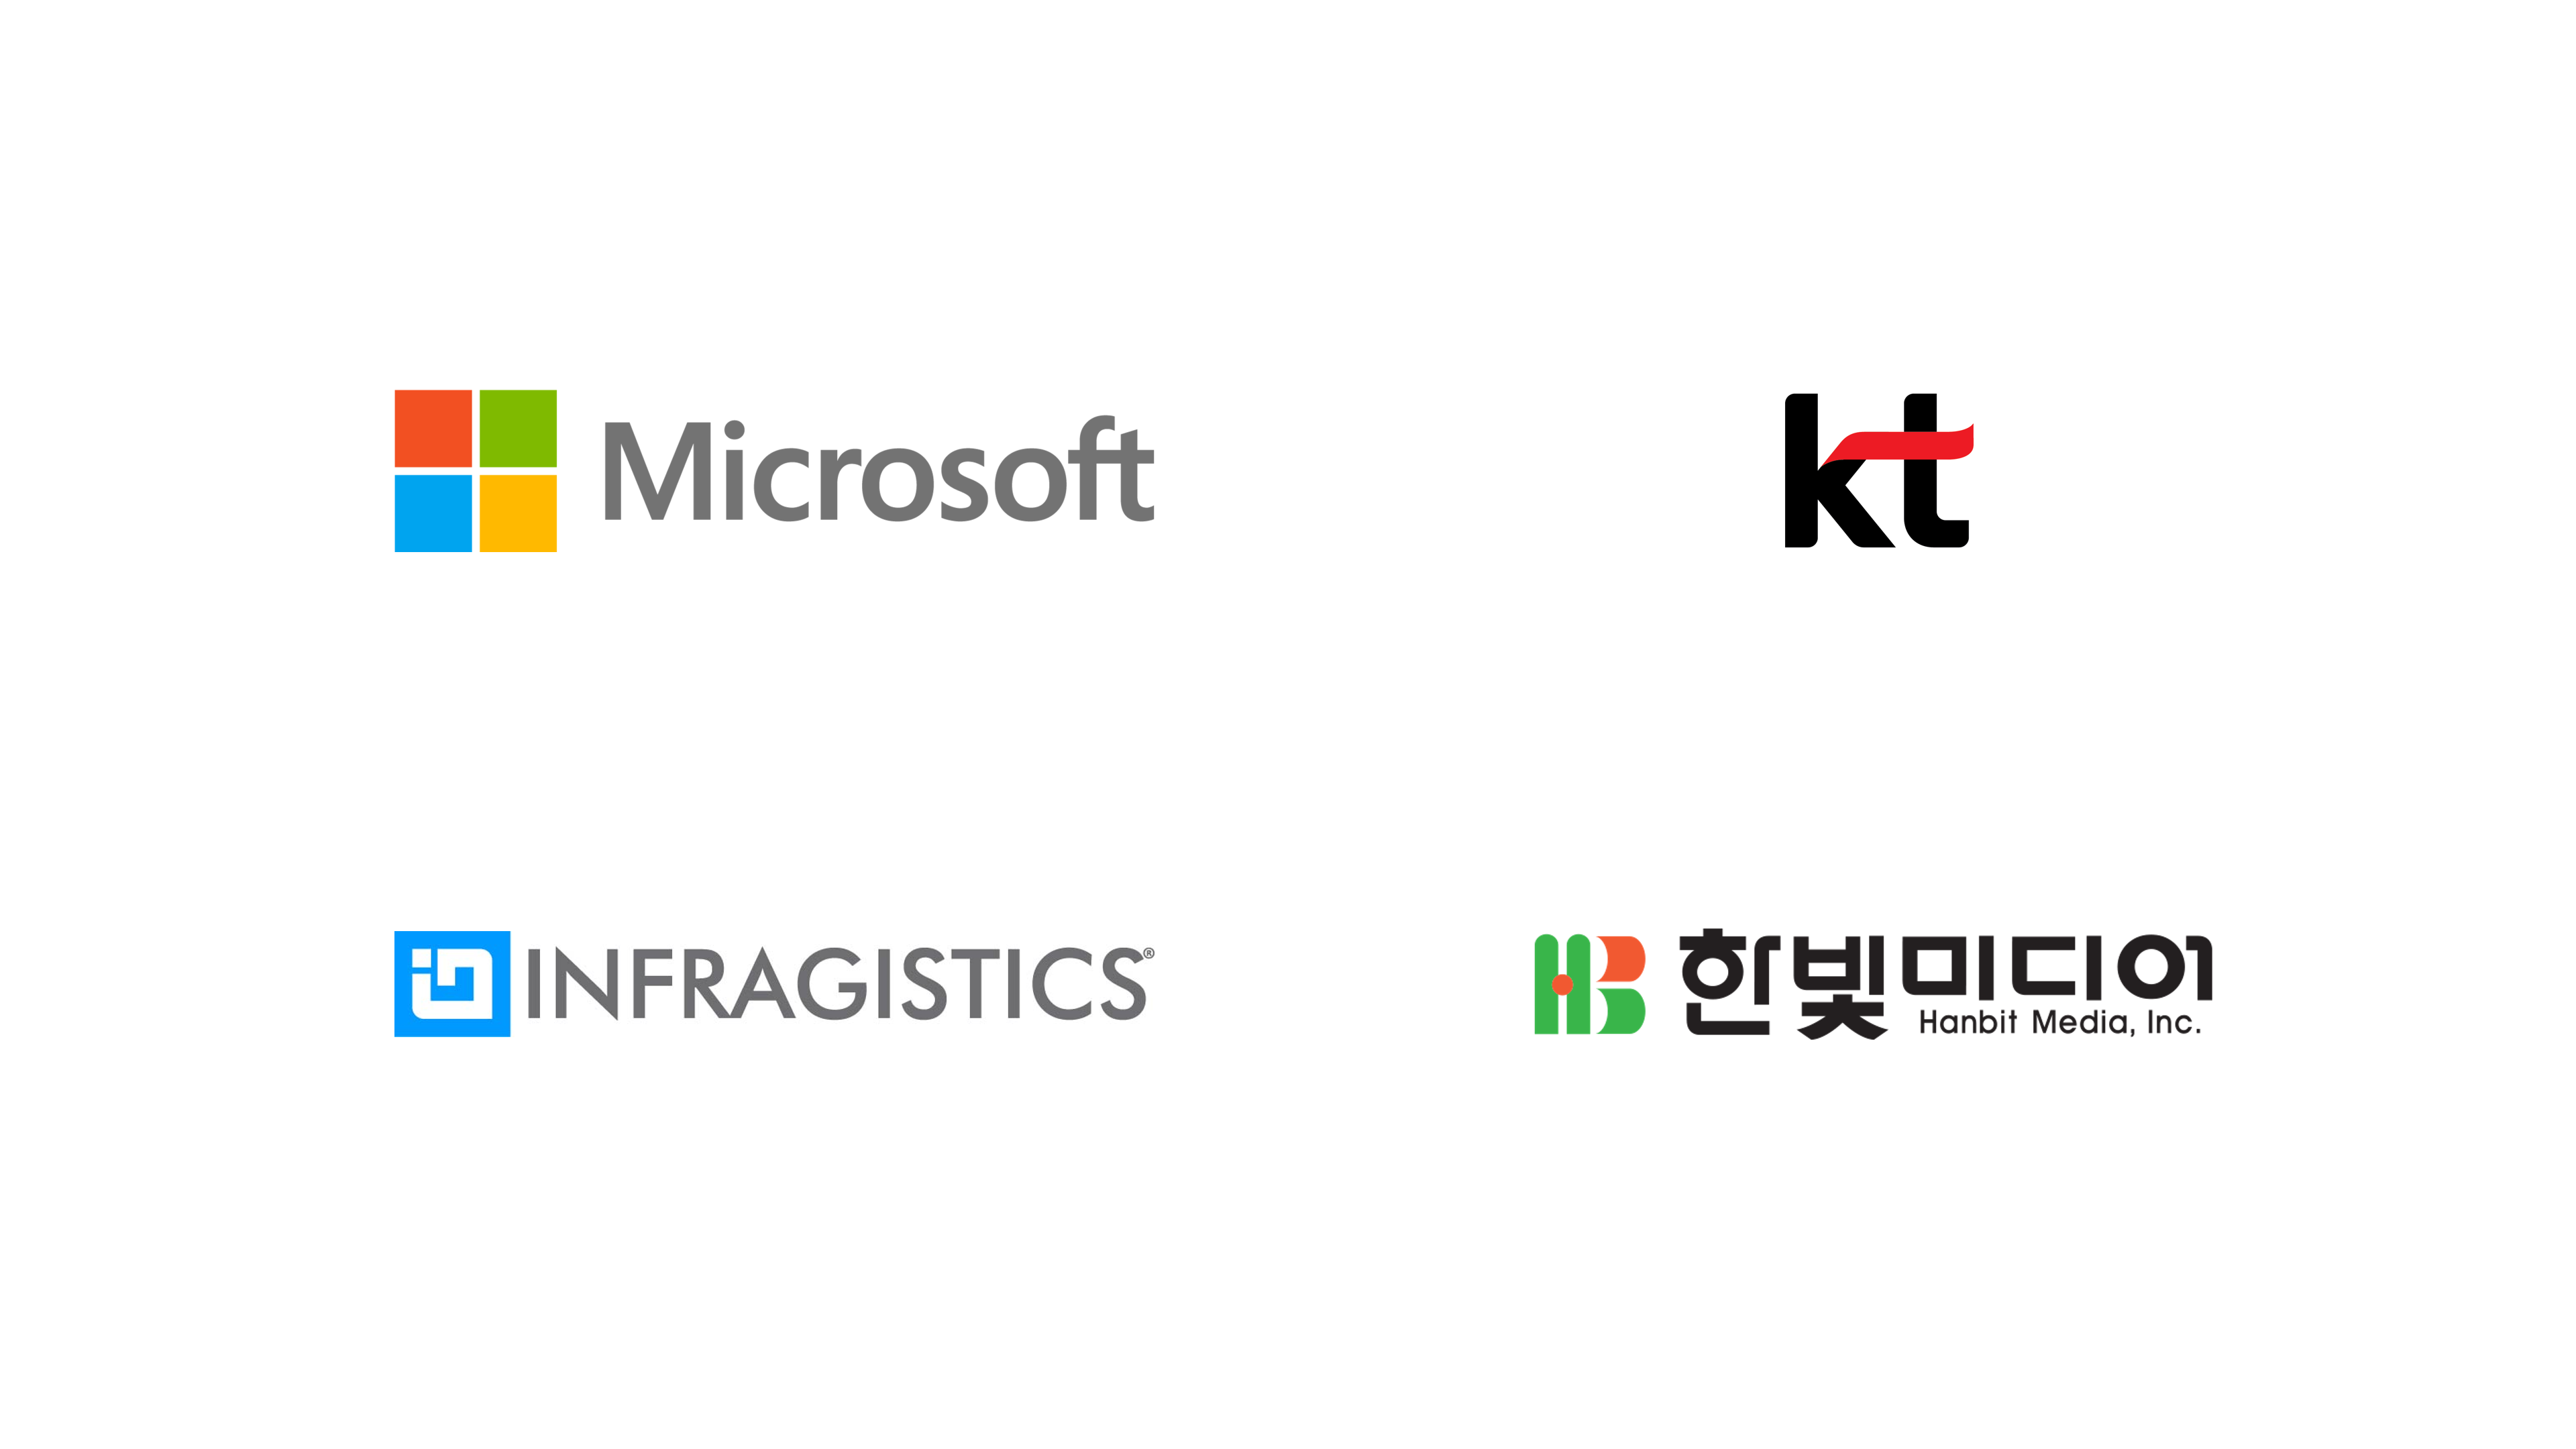 Microsoft
kt
INFRAGISTICS®
한빛미디어
Hanbit Media, Inc.